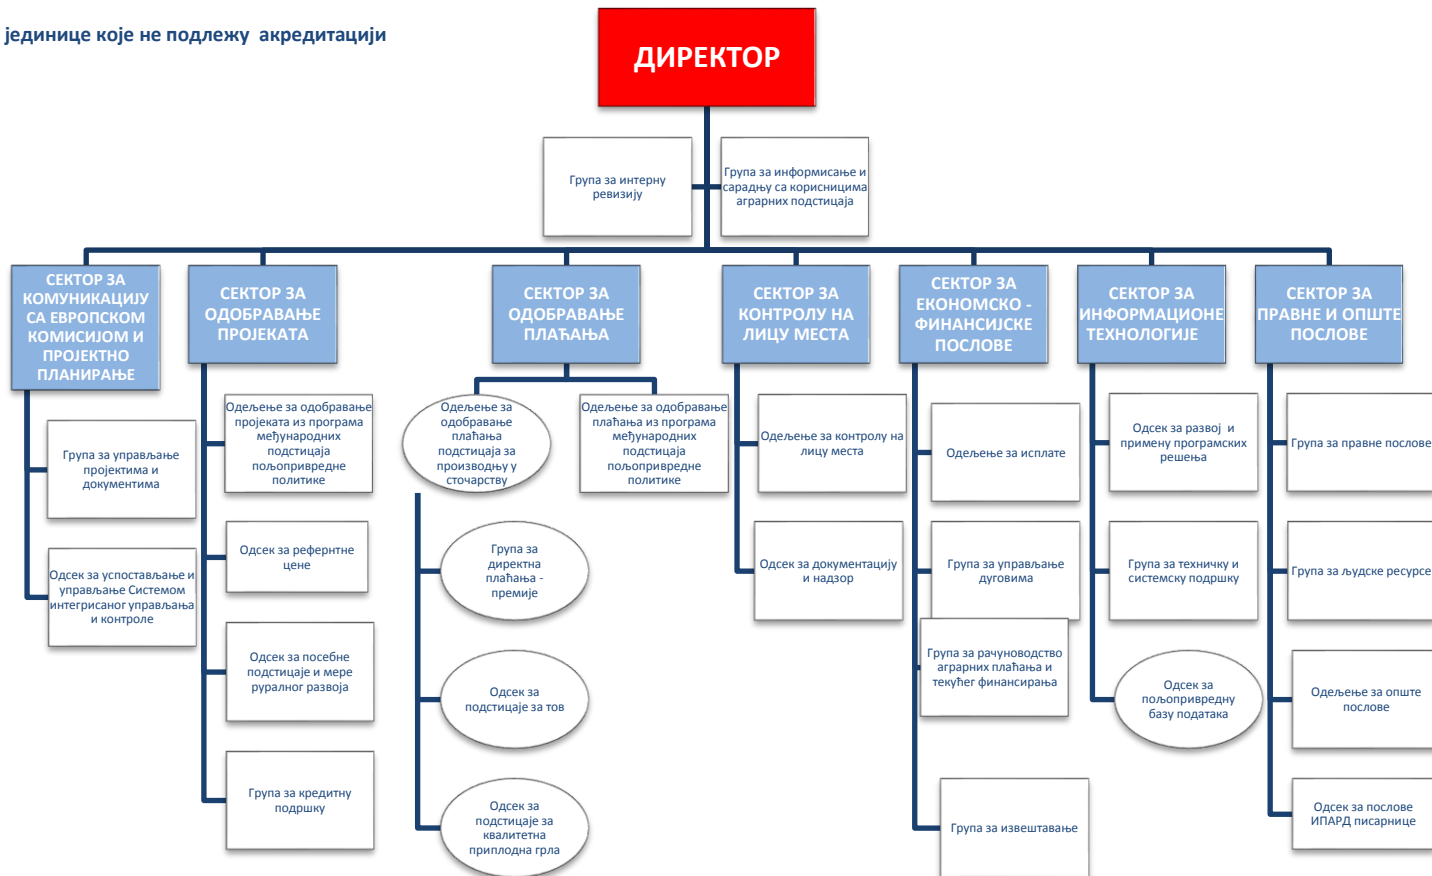 јединице које не подлежу акредитацији
ДИРЕКТОР
Група за интерну
ревизију
Група за информисање и
сарадњу са корисницима
аграрних подстицаја
СЕКТОР ЗА
КОМУНИКАЦИЈУ
СА ЕВРОПСКОМ
КОМИСИЈОМ И
ПРОЈЕКТНО
ПЛАНИРАЊЕ
СЕКТОР ЗА
ОДОБРАВАЊЕ
ПРОЈЕКАТА
СЕКТОР ЗА
ОДОБРАВАЊЕ
ПЛАЋАЊА
СЕКТОР ЗА
КОНТРОЛУ НА
ЛИЦУ МЕСТА
СЕКТОР ЗА
ЕКОНОМСКО -
ФИНАНСИЈСКЕ
ПОСЛОВЕ
СЕКТОР ЗА
ИНФОРМАЦИОНЕ
ТЕХНОЛОГИЈЕ
СЕКТОР ЗА
ПРАВНЕ И ОПШТЕ
ПОСЛОВЕ
Група за управљање
пројектима и
документима
Одсек за успостављање и
управљање Системом
интегрисаног управљања
и контроле
Одељење за одобравање
пројеката из програма
међународних
подстицаја
пољопривредне
политике
Одсек за рефернтне
цене
Одсек за посебне
подстицаје и мере
руралног развоја
Група за кредитну
подршку
Одељење за
одобравање
плаћања
подстицаја за
производњу у
сточарству
Група за
директна
плаћања -
премије
Одсек за
подстицаје за тов
Одсек за
подстицаје за
квалитетна
приплодна грла
Одељење за одобравање
плаћања из програма
међународних
подстицаја
пољопривредне
политике
Одељење за контролу на
лицу места
Одсек за документацију
и надзор
Одељење за исплате
Група за управљање
дуговима
Група за рачуноводство
аграрних плаћања и
текућег финансирања
Група за извештавање
Одсек за развој и
примену програмских
решења
Група за техничку и
системску подршку
Одсек за
пољопривредну
базу података
Група за правне послове
Група за људске ресурсе
Одељење за опште
послове
Одсек за послове
ИПАРД писарнице